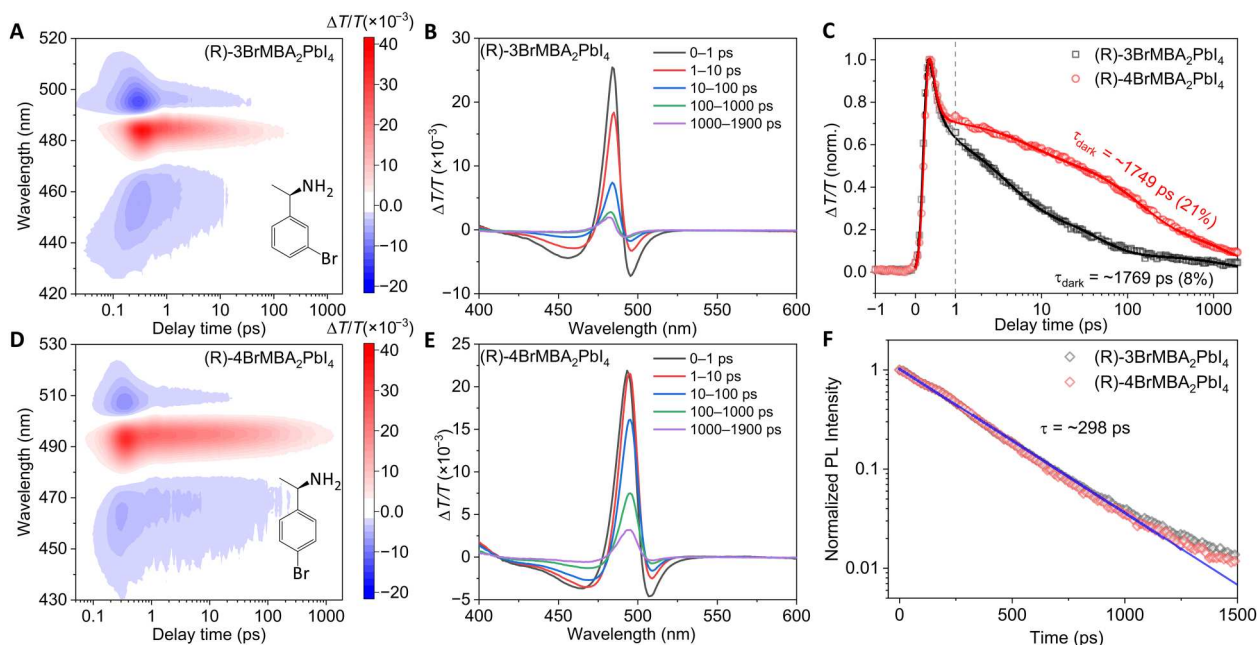 A
(R)-3BrMBA₂PbI₄
ΔT/T(×10⁻³)
520
500
480
460
440
420
Wavelength (nm)
0.1
1
10
100
1000
Delay time (ps)
40
30
20
10
0.0
−10
−20
NH₂
Br
B
(R)-3BrMBA₂PbI₄
0–1 ps
1–10 ps
10–100 ps
100–1000 ps
1000–1900 ps
30
20
10
0
−10
ΔT/T (×10⁻³)
400
450
500
550
600
Wavelength (nm)
C
(R)-3BrMBA₂PbI₄
(R)-4BrMBA₂PbI₄
1.0
0.8
0.6
0.4
0.2
0.0
ΔT/T (norm.)
τdark = ~1749 ps (21%)
τdark = ~1769 ps (8%)
−1
0
1
10
100
1000
Delay time (ps)
D
(R)-4BrMBA₂PbI₄
ΔT/T(×10⁻³)
530
510
490
470
450
430
Wavelength (nm)
0.1
1
10
100
1000
Delay time (ps)
40
30
20
10
0.0
−10
−20
NH₂
Br
E
(R)-4BrMBA₂PbI₄
0–1 ps
1–10 ps
10–100 ps
100–1000 ps
1000–1900 ps
25
20
15
10
5
0
−5
ΔT/T (×10⁻³)
400
450
500
550
600
Wavelength (nm)
F
(R)-3BrMBA₂PbI₄
(R)-4BrMBA₂PbI₄
τ = ~298 ps
1
0.1
0.01
Normalized PL Intensity
0
500
1000
1500
Time (ps)